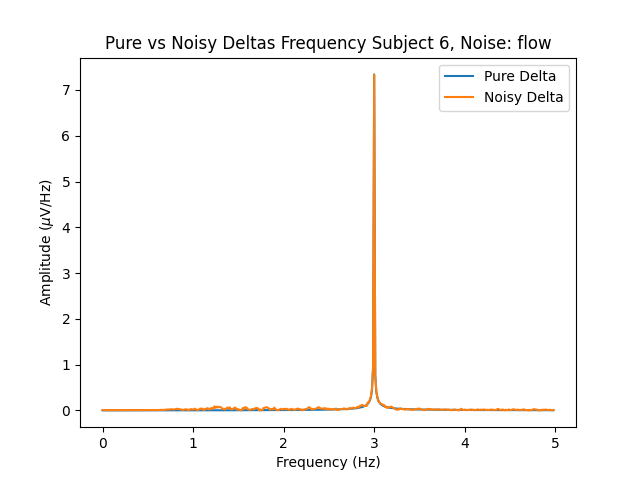 Pure vs Noisy Deltas Frequency Subject 6, Noise: flow
Pure Delta
Noisy Delta
7
6
5
4
3
2
1
0
Amplitude (μV/Hz)
0 1 2 3 4 5
Frequency (Hz)